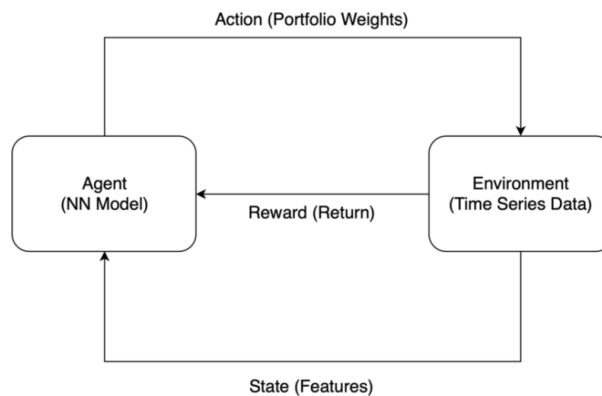 Action (Portfolio Weights)
Agent
(NN Model)
Environment
(Time Series Data)
Reward (Return)
State (Features)